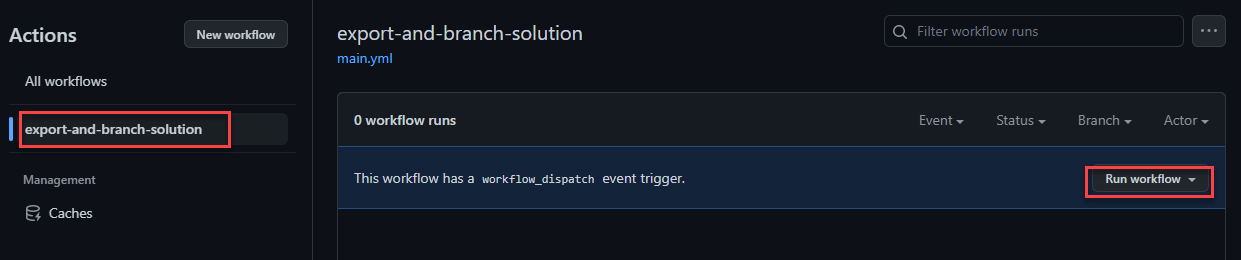 Actions
New workflow
All workflows
export-and-branch-solution
Management
Caches
export-and-branch-solution
main.yml
Filter workflow runs
0 workflow runs
Event
Status
Branch
Actor
This workflow has a workflow_dispatch event trigger.
Run workflow